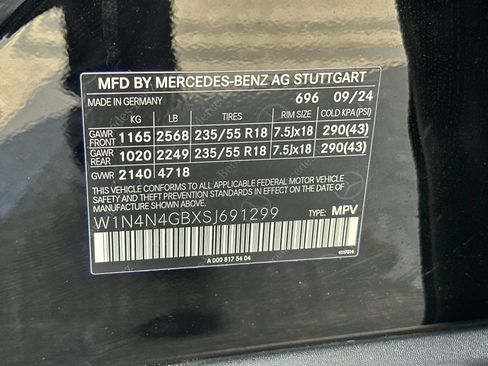 MFD BY MERCEDES-BENZ AG STUTTGART
MADE IN GERMANY 696 09/24
KG LB TIRES RIM SIZE COLD KPA (PSI)
GAWR FRONT 1165 2568 235/55 R18 7.5Jx18 290(43)
GAWR REAR 1020 2249 235/55 R18 7.5Jx18 290(43)
GVWR 2140 4718
THIS VEHICLE CONFORMS TO ALL APPLICABLE FEDERAL MOTOR VEHICLE
SAFETY AND THEFT PREVENTION STANDARDS IN EFFECT ON THE DATE OF
MANUFACTURE SHOWN ABOVE.
W1N4N4GBXSJ691299 TYPE: MPV
A 000 817 54 04